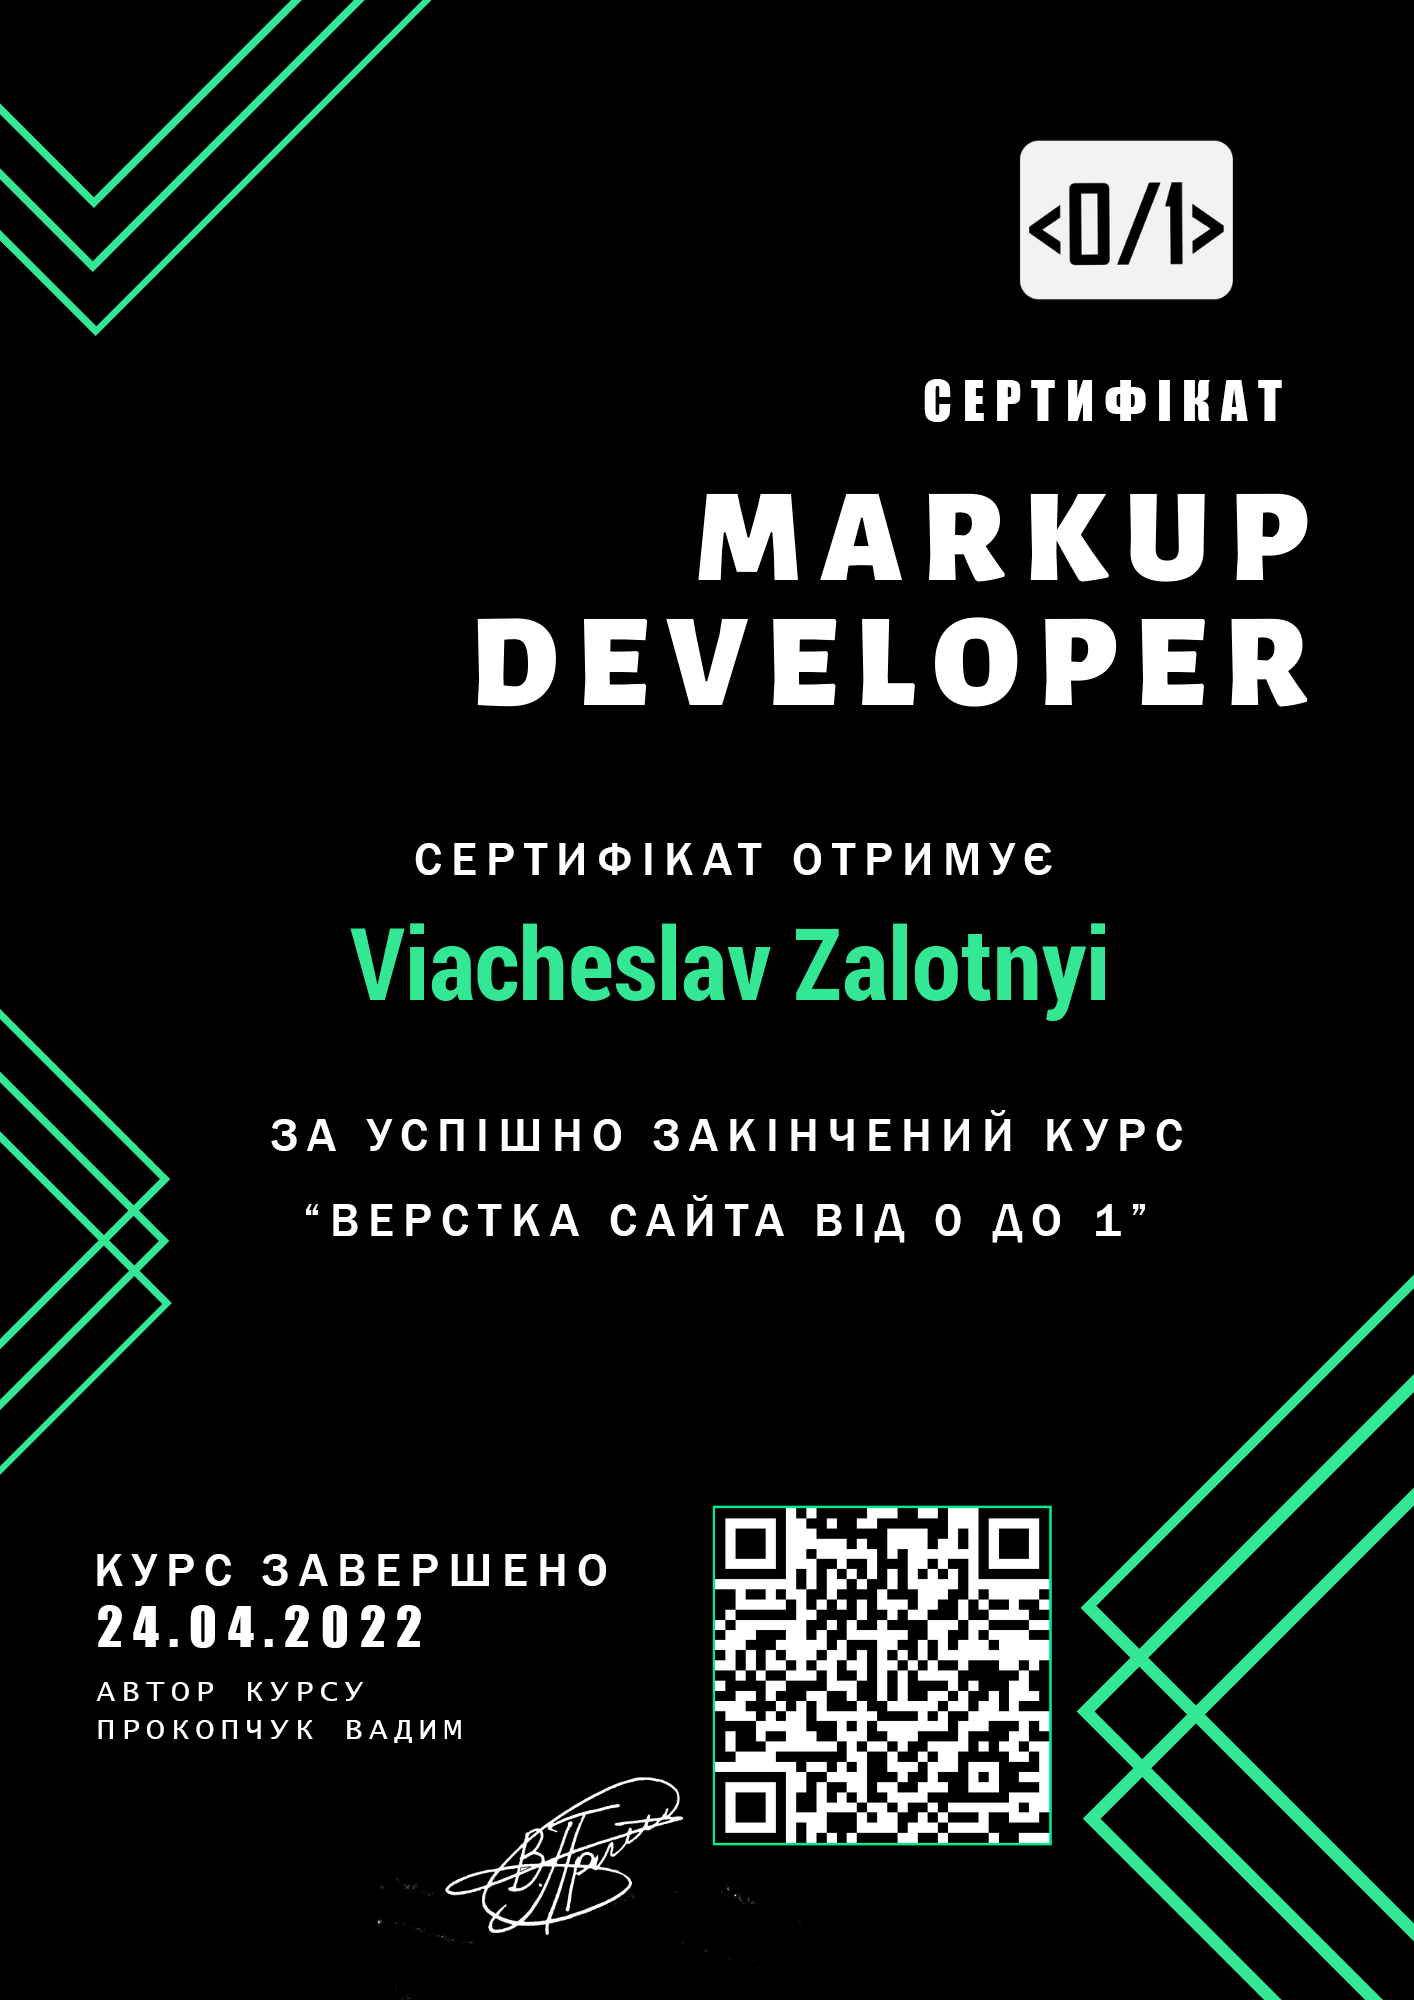 <0/1>
СЕРТИФІКАТ
MARKUP
DEVELOPER
СЕРТИФІКАТ ОТРИМУЄ
Viacheslav Zalotnyi
ЗА УСПІШНО ЗАКІНЧЕНИЙ КУРС
“ВЕРСТКА САЙТА ВІД 0 ДО 1”
КУРС ЗАВЕРШЕНО
24.04.2022
АВТОР КУРСУ
ПРОКОПЧУК ВАДИМ